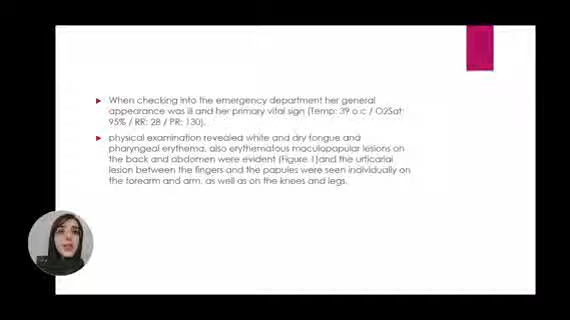 When checking into the emergency department her general
appearance was ill and her primary vital sign (Temp: 39 o c / O2Sat:
95% / RR: 28 / PR: 130).
physical examination revealed white and dry tongue and
pharyngeal erythema, also erythematous maculopapular lesions on
the back and abdomen were evident (Figure 1)and the urticarial
lesion between the fingers and the papules were seen individually on
the forearm and arm, as well as on the knees and legs.